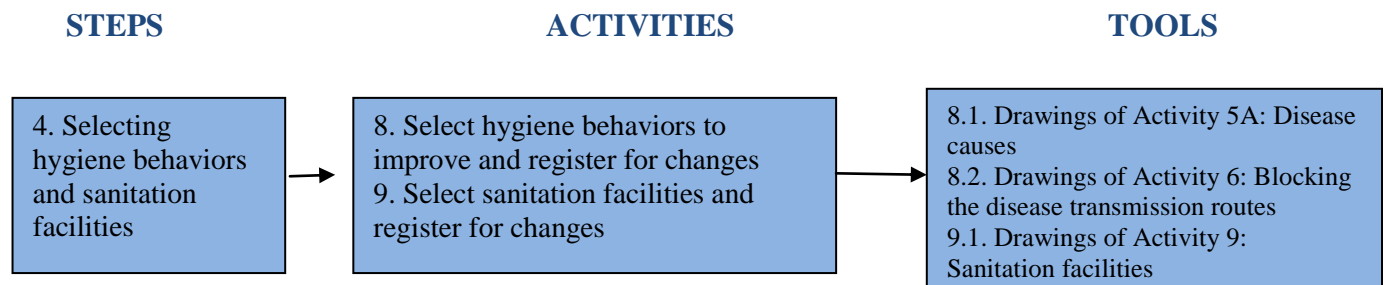 STEPS
ACTIVITIES
TOOLS
4. Selecting
hygiene behaviors
and sanitation
facilities
8. Select hygiene behaviors to
improve and register for changes
9. Select sanitation facilities and
register for changes
8.1. Drawings of Activity 5A: Disease
causes
8.2. Drawings of Activity 6: Blocking
the disease transmission routes
9.1. Drawings of Activity 9:
Sanitation facilities